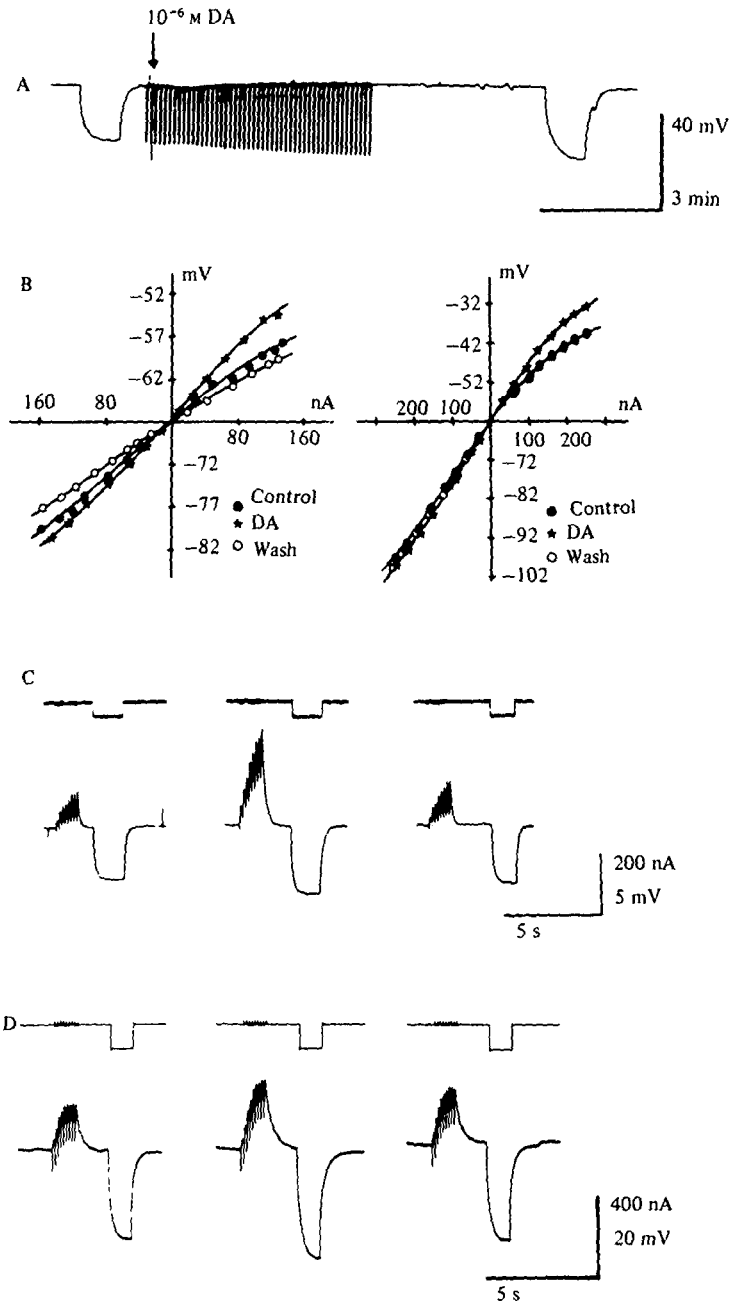 10⁻⁶ M DA
A
40 mV
3 min
B
mV
−52
−57
−62
160 80
nA
80 160
−72
−77
−82
Control
DA
Wash
mV
−32
−42
−52
200 100
nA
100 200
−72
−82
−92
−102
Control
DA
Wash
C
200 nA
5 mV
5 s
D
400 nA
20 mV
5 s